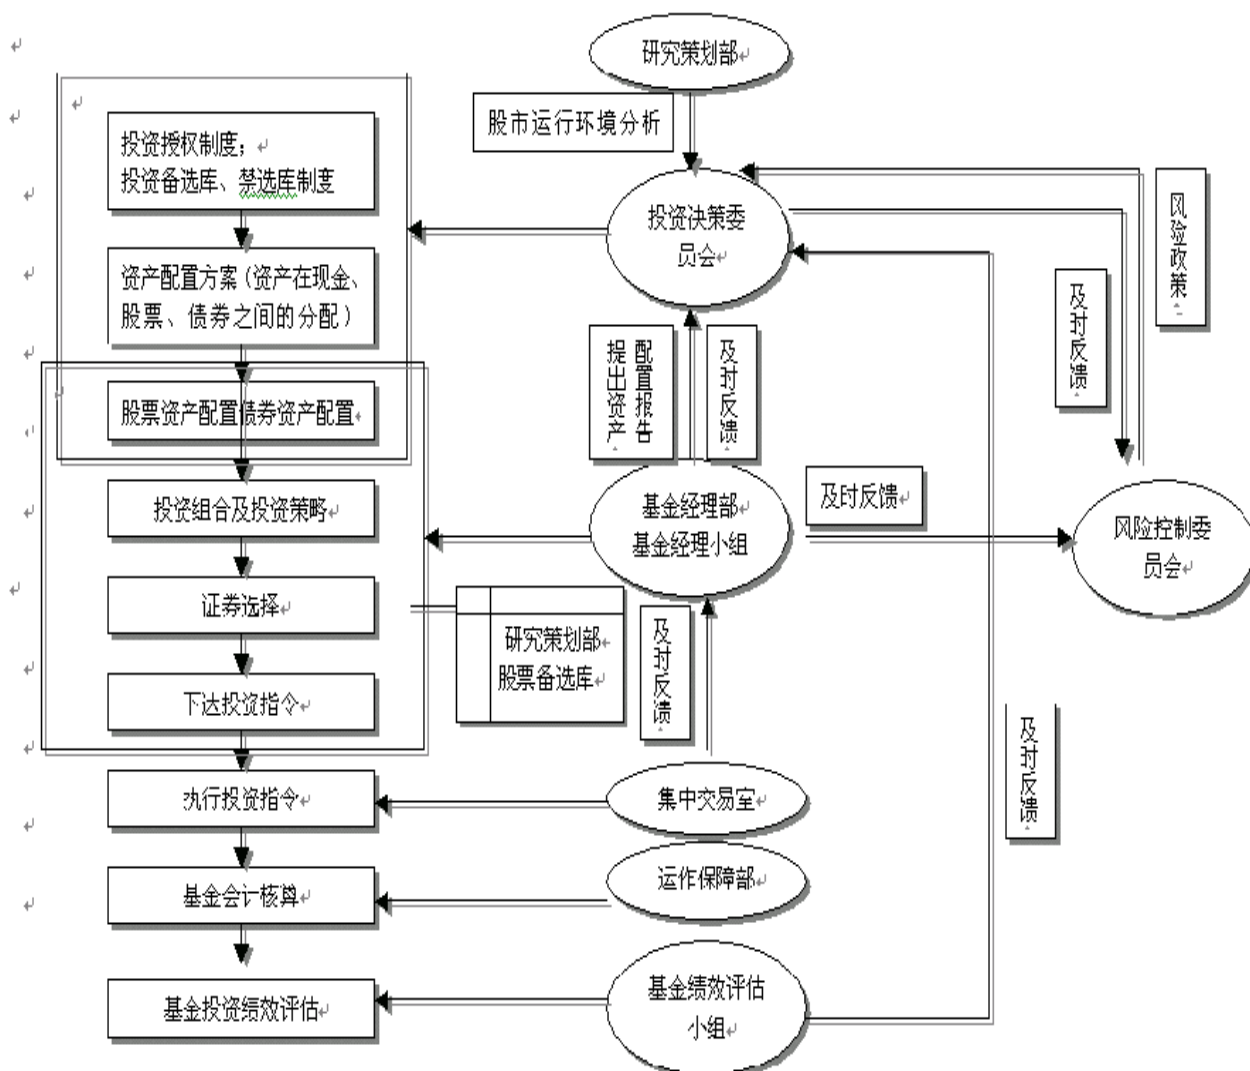 研究策划部
股市运行环境分析
投资授权制度；
投资备选库、禁选库制度
投资决策委
员会
风险政策
资产配置方案（资产在现金、
股票、债券之间的分配）
及时反馈
提出资产
配置报告
及时反馈
股票资产配置债券资产配置
投资组合及投资策略
基金经理部
基金经理小组
及时反馈
风险控制委
员会
证券选择
研究策划部
股票备选库
及时反馈
下达投资指令
及时反馈
执行投资指令
集中交易室
基金会计核算
运作保障部
基金投资绩效评估
基金绩效评估
小组